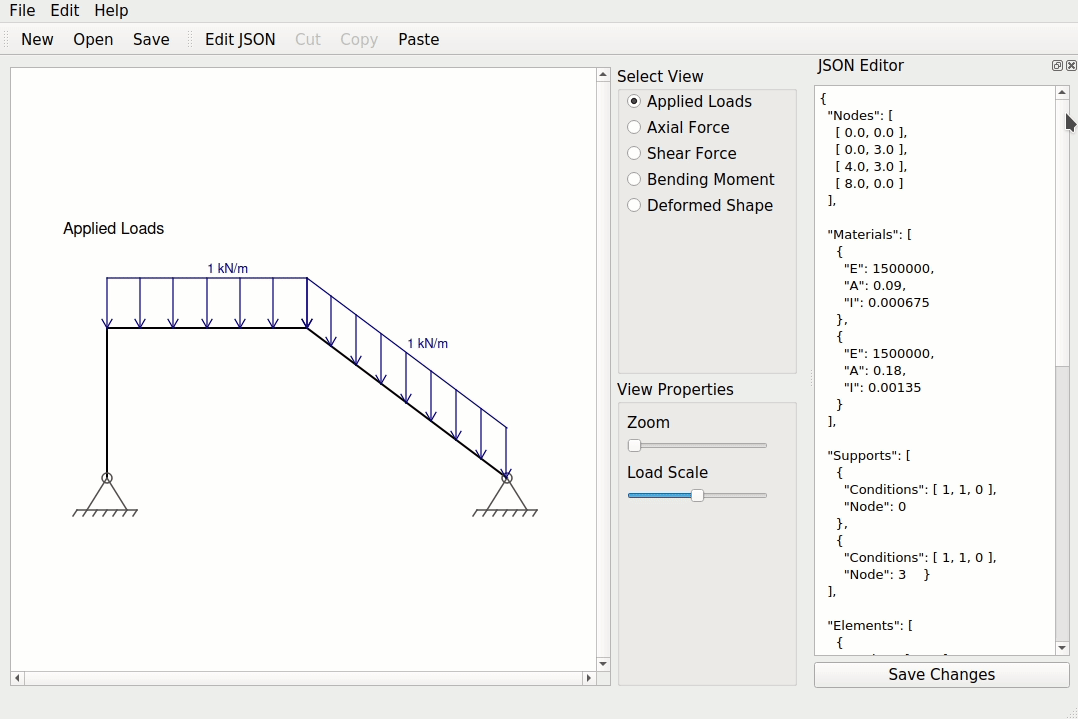 File Edit Help
New Open Save Edit JSON Cut Copy Paste
Applied Loads
1 kN/m
1 kN/m
Select View
Applied Loads
Axial Force
Shear Force
Bending Moment
Deformed Shape
View Properties
Zoom
Load Scale
JSON Editor
{
"Nodes": [
[ 0.0, 0.0 ],
[ 0.0, 3.0 ],
[ 4.0, 3.0 ],
[ 8.0, 0.0 ]
],
"Materials": [
{
"E": 1500000,
"A": 0.09,
"I": 0.000675
},
{
"E": 1500000,
"A": 0.18,
"I": 0.00135
}
],
"Supports": [
{
"Conditions": [ 1, 1, 0 ],
"Node": 0
},
{
"Conditions": [ 1, 1, 0 ],
"Node": 3 }
],
"Elements": [
{
Save Changes